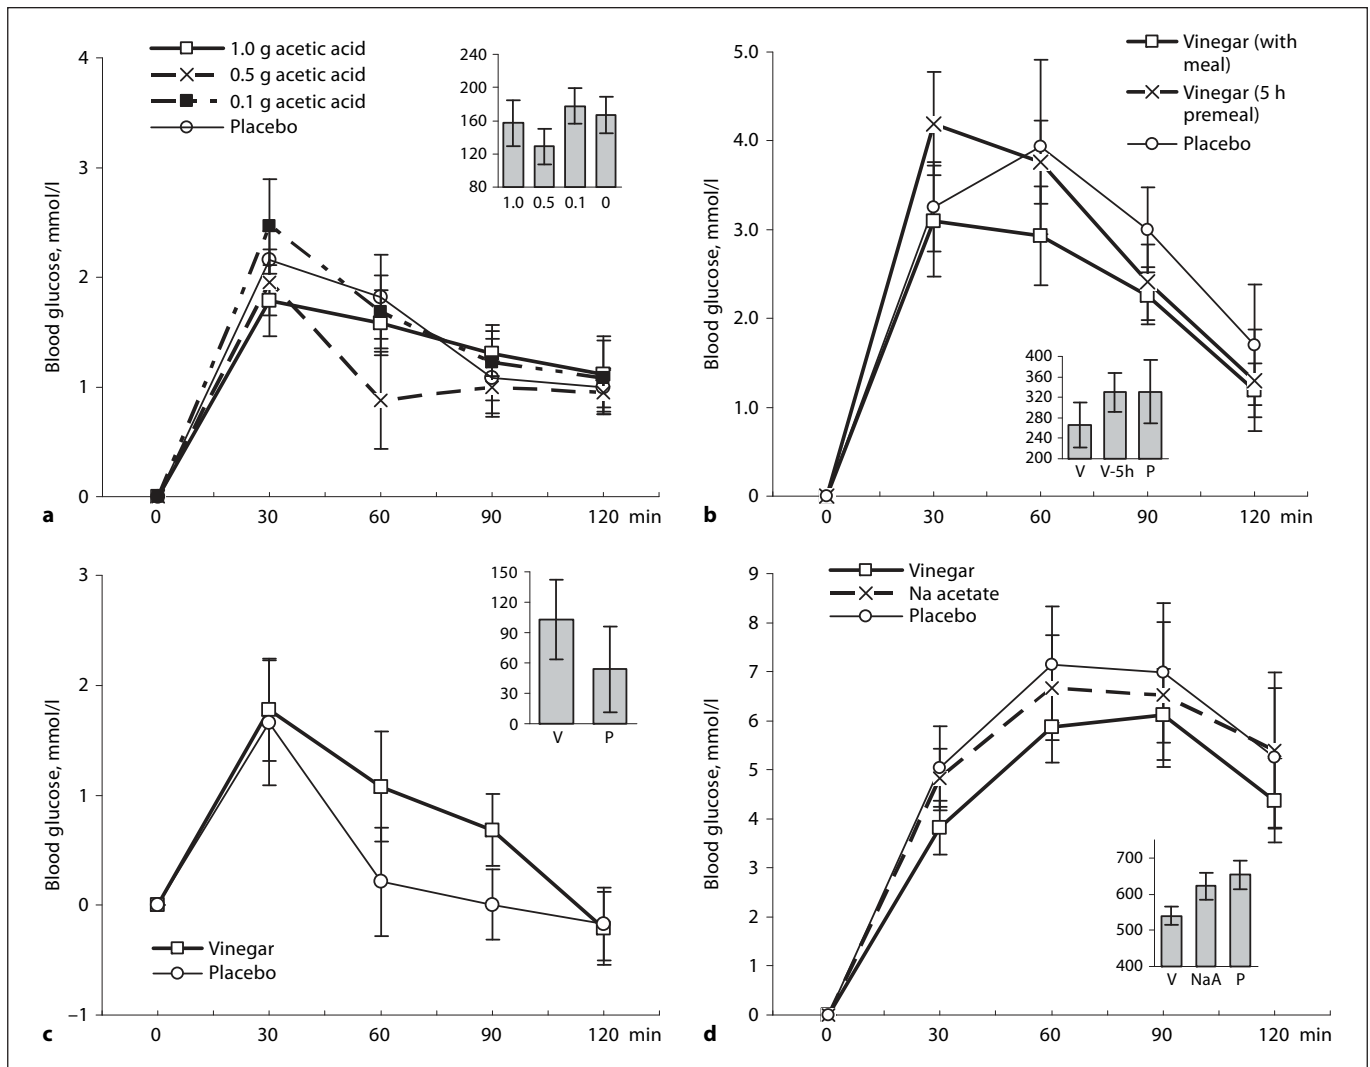 1.0 g acetic acid
0.5 g acetic acid
0.1 g acetic acid
Placebo
Blood glucose, mmol/l
4
3
2
1
0
0 30 60 90 120 min
240
200
160
120
80
1.0 0.5 0.1 0
a
Vinegar (with
meal)
Vinegar (5 h
premeal)
Placebo
Blood glucose, mmol/l
5.0
4.0
3.0
2.0
1.0
0
0 30 60 90 120 min
400
360
320
280
240
200
V V-5h P
b
Blood glucose, mmol/l
3
2
1
0
–1
0 30 60 90 120 min
150
120
90
60
30
0
V P
Vinegar
Placebo
c
Vinegar
Na acetate
Placebo
Blood glucose, mmol/l
9
8
7
6
5
4
3
2
1
0
0 30 60 90 120 min
700
600
500
400
V NaA P
d